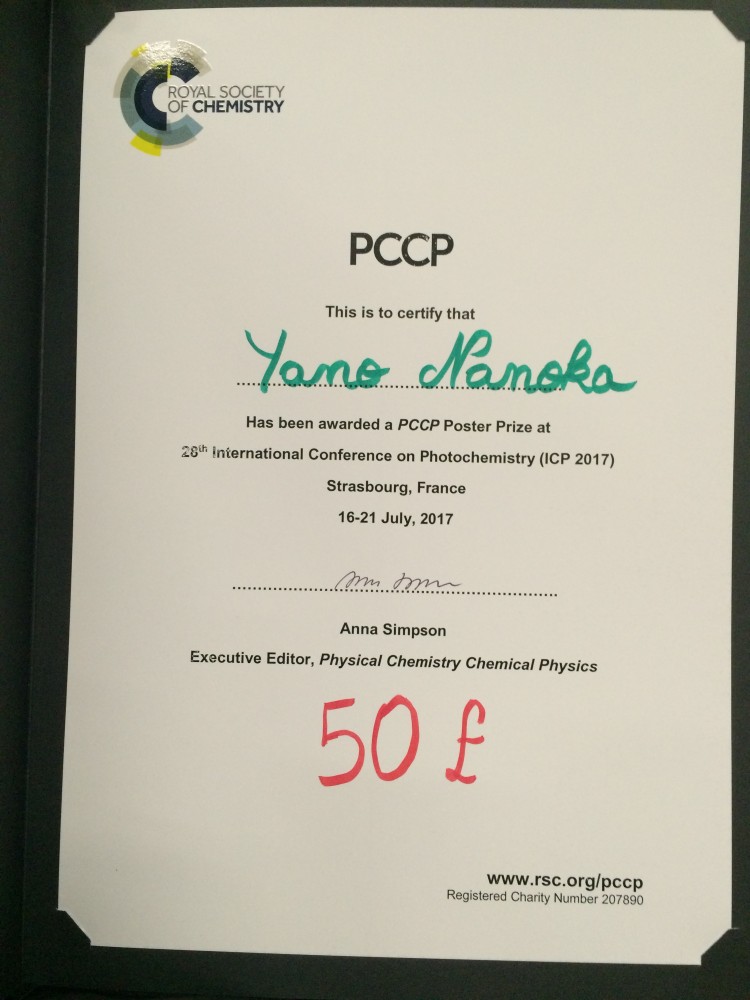 ROYAL SOCIETY
OF CHEMISTRY
PCCP
This is to certify that
Yano Nanoka
Has been awarded a PCCP Poster Prize at
28th International Conference on Photochemistry (ICP 2017)
Strasbourg, France
16-21 July, 2017
Anna Simpson
Executive Editor, Physical Chemistry Chemical Physics
50 £
www.rsc.org/pccp
Registered Charity Number 207890